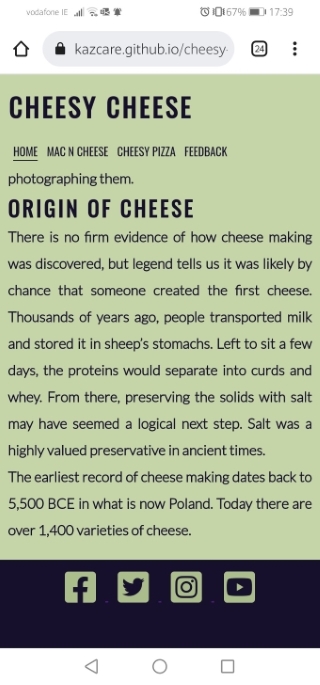 vodafone IE 67% 17:39
kazcare.github.io/cheesy- 24
CHEESY CHEESE
HOME MAC N CHEESE CHEESY PIZZA FEEDBACK
photographing them.
ORIGIN OF CHEESE
There is no firm evidence of how cheese making
was discovered, but legend tells us it was likely by
chance that someone created the first cheese.
Thousands of years ago, people transported milk
and stored it in sheep's stomachs. Left to sit a few
days, the proteins would separate into curds and
whey. From there, preserving the solids with salt
may have seemed a logical next step. Salt was a
highly valued preservative in ancient times.
The earliest record of cheese making dates back to
5,500 BCE in what is now Poland. Today there are
over 1,400 varieties of cheese.